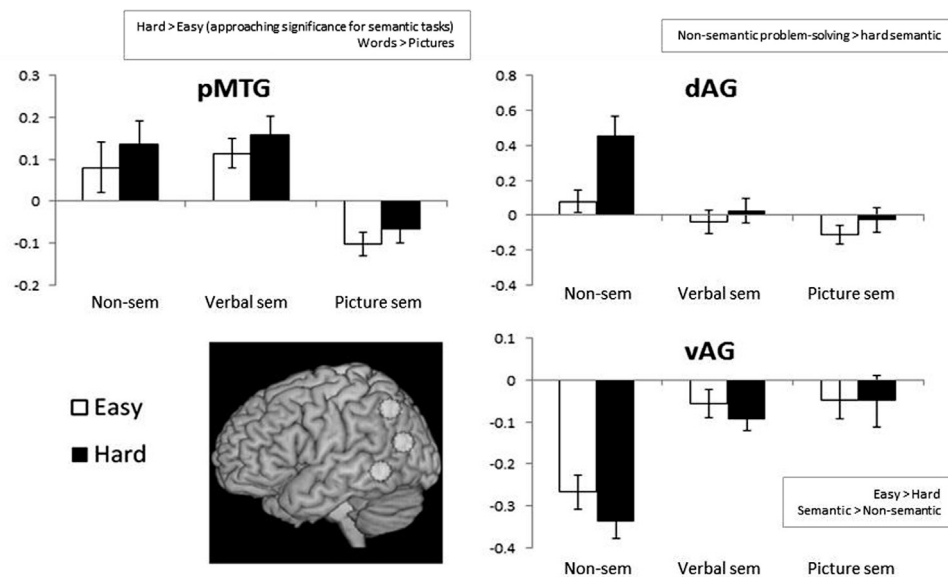 Hard > Easy (approaching significance for semantic tasks)
Words > Pictures
Non-semantic problem-solving > hard semantic
pMTG
0.3
0.2
0.1
0
-0.1
-0.2
Non-sem Verbal sem Picture sem
dAG
0.8
0.6
0.4
0.2
0
-0.2
-0.4
Non-sem Verbal sem Picture sem
Easy
Hard
vAG
0.1
0
-0.1
-0.2
-0.3
-0.4
Easy > Hard
Semantic > Non-semantic
Non-sem Verbal sem Picture sem